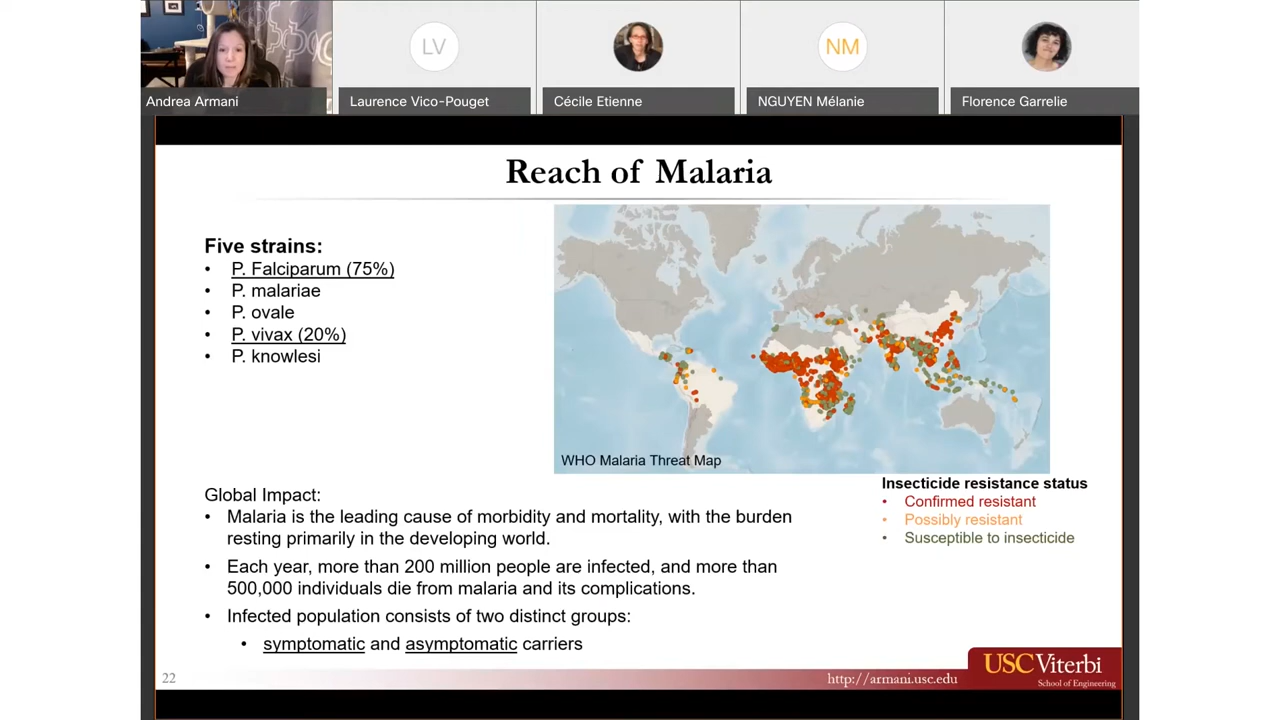 LV
NM
Andrea Armani
Laurence Vico-Pouget
Cécile Etienne
NGUYEN Mélanie
Florence Garrelie
Reach of Malaria
Five strains:
• P. Falciparum (75%)
• P. malariae
• P. ovale
• P. vivax (20%)
• P. knowlesi
WHO Malaria Threat Map
Insecticide resistance status
• Confirmed resistant
• Possibly resistant
• Susceptible to insecticide
Global Impact:
• Malaria is the leading cause of morbidity and mortality, with the burden
resting primarily in the developing world.
• Each year, more than 200 million people are infected, and more than
500,000 individuals die from malaria and its complications.
• Infected population consists of two distinct groups:
• symptomatic and asymptomatic carriers
22
http://armani.usc.edu
USC Viterbi
School of Engineering